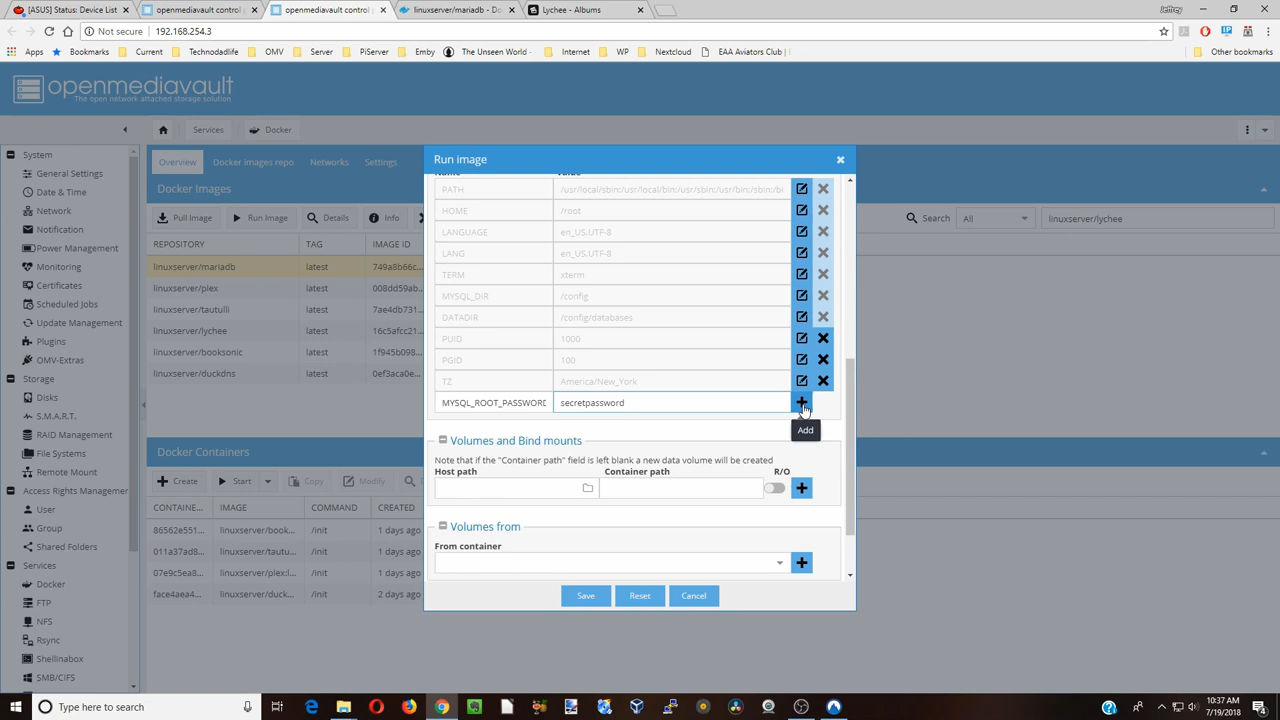 [ASUS] Status: Device List
openmediavault control
openmediavault control
linuxserver/mariadb - Do
Lychee - Albums
Jeffrey
Not secure
192.168.254.3
Apps
Bookmarks
Current
Technodadlife
OMV
Server
PiServer
Emby
The Unseen World -
Internet
WP
Nextcloud
EAA Aviators Club
Other bookmarks
openmediavault
The open network attached storage solution
Services
Docker
System
General Settings
Date & Time
Network
Notification
Power Management
Monitoring
Certificates
Scheduled Jobs
Update Management
Plugins
OMV-Extras
Storage
Disks
S.M.A.R.T.
RAID Management
File Systems
Remote Mount
Access Rights Management
User
Group
Shared Folders
Services
Docker
FTP
NFS
Rsync
Shellinabox
SMB/CIFS
Overview
Docker images repo
Networks
Settings
Docker Images
Pull Image
Run Image
Details
Info
Search
All
linuxserver/lychee
REPOSITORY
TAG
IMAGE ID
linuxserver/mariadb
latest
749a8b66c...
linuxserver/plex
latest
008dd59ab...
linuxserver/tautulli
latest
7ae4db731...
linuxserver/lychee
latest
16c5afcc21...
linuxserver/booksonic
latest
1f945b098...
linuxserver/duckdns
latest
0ef3aca0e...
Docker Containers
Create
Start
Copy
Modify
CONTAINE...
IMAGE
COMMAND
CREATED
86562e551...
linuxserver/book...
/init
1 days ago
011a37ad8...
linuxserver/tautu...
/init
1 days ago
07e9c5ea8...
linuxserver/plex:l...
/init
1 days ago
face4aea4...
linuxserver/duck...
/init
2 days ago
Run image
Name
Value
PATH
/usr/local/sbin:/usr/local/bin:/usr/sbin:/usr/bin:/sbin:/bi
HOME
/root
LANGUAGE
en_US.UTF-8
LANG
en_US.UTF-8
TERM
xterm
MYSQL_DIR
/config
DATADIR
/config/databases
PUID
1000
PGID
100
TZ
America/New_York
MYSQL_ROOT_PASSWORD
secretpassword
Add
Volumes and Bind mounts
Note that if the "Container path" field is left blank a new data volume will be created
Host path
Container path
R/O
Volumes from
From container
Save
Reset
Cancel
Type here to search
10:37 AM
7/19/2018